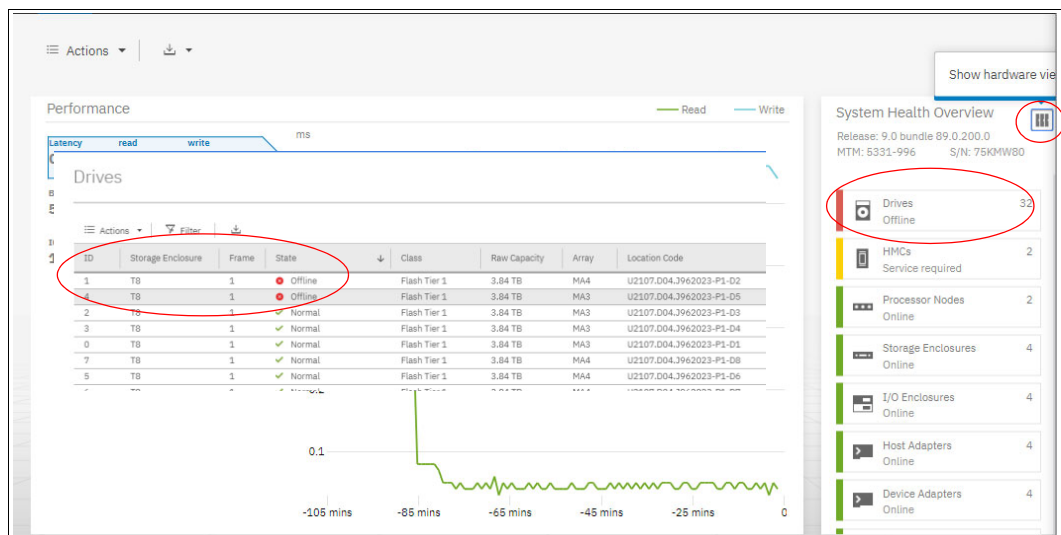 Actions
Show hardware vie
Performance
Read
Write
System Health Overview
Release: 9.0 bundle 89.0.200.0
MTM: 5331-996 S/N: 75KMW80
Latency read write
ms
Drives
Actions Filter
ID Storage Enclosure Frame State Class Raw Capacity Array Location Code
1 T8 1 Offline Flash Tier 1 3.84 TB MA4 U2107.D04.J962023-P1-D2
4 T8 1 Offline Flash Tier 1 3.84 TB MA3 U2107.D04.J962023-P1-D5
2 T8 1 Normal Flash Tier 1 3.84 TB MA3 U2107.D04.J962023-P1-D3
3 T8 1 Normal Flash Tier 1 3.84 TB MA3 U2107.D04.J962023-P1-D4
0 T8 1 Normal Flash Tier 1 3.84 TB MA3 U2107.D04.J962023-P1-D1
7 T8 1 Normal Flash Tier 1 3.84 TB MA4 U2107.D04.J962023-P1-D8
5 T8 1 Normal Flash Tier 1 3.84 TB MA4 U2107.D04.J962023-P1-D6
0.1
-105 mins -85 mins -65 mins -45 mins -25 mins 0
Drives 32
Offline
HMCs 2
Service required
Processor Nodes 2
Online
Storage Enclosures 4
Online
I/O Enclosures 4
Online
Host Adapters 4
Online
Device Adapters 4
Online